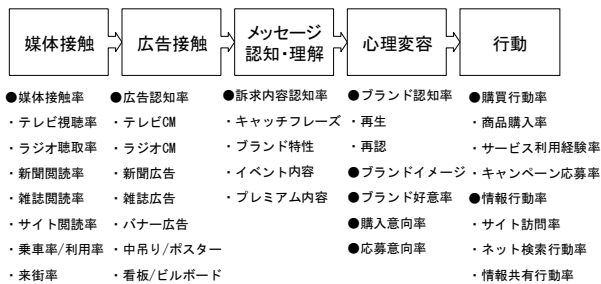 媒体接触
広告接触
メッセージ
認知・理解
心理変容
行動
●媒体接触率
・テレビ視聴率
・ラジオ聴取率
・新聞閲読率
・雑誌閲読率
・サイト閲読率
・乗車率/利用率
・来街率
●広告認知率
・テレビCM
・ラジオCM
・新聞広告
・雑誌広告
・バナー広告
・中吊り/ポスター
・看板/ビルボード
●訴求内容認知率
・キャッチフレーズ
・ブランド特性
・イベント内容
・プレミアム内容
●ブランド認知率
・再生
・再認
●ブランドイメージ
●ブランド好意率
●購入意向率
●応募意向率
●購買行動率
・商品購入率
・サービス利用経験率
・キャンペーン応募率
●情報行動率
・サイト訪問率
・ネット検索行動率
・情報共有行動率